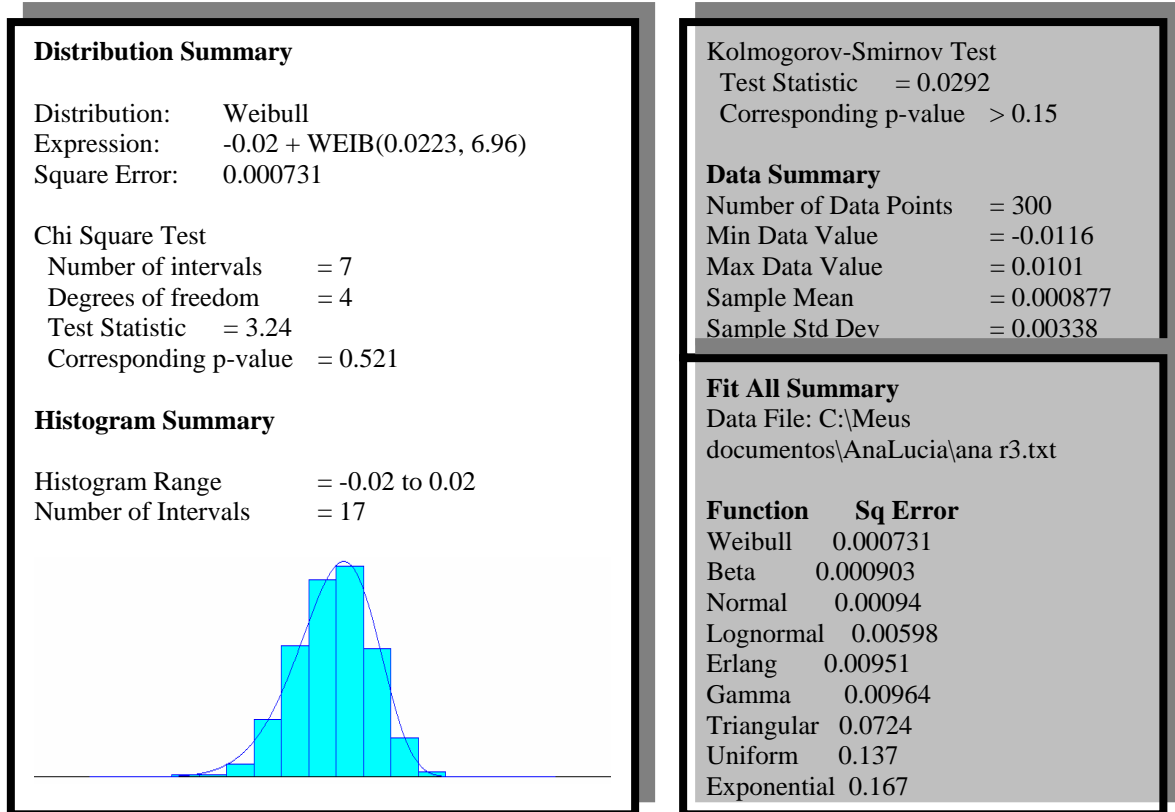 Distribution Summary
Distribution: Weibull
Expression: -0.02 + WEIB(0.0223, 6.96)
Square Error: 0.000731
Chi Square Test
Number of intervals = 7
Degrees of freedom = 4
Test Statistic = 3.24
Corresponding p-value = 0.521
Histogram Summary
Histogram Range = -0.02 to 0.02
Number of Intervals = 17
Kolmogorov-Smirnov Test
Test Statistic = 0.0292
Corresponding p-value > 0.15
Data Summary
Number of Data Points = 300
Min Data Value = -0.0116
Max Data Value = 0.0101
Sample Mean = 0.000877
Sample Std Dev = 0.00338
Fit All Summary
Data File: C:\Meus
documentos\AnaLucia\ana r3.txt
Function Sq Error
Weibull 0.000731
Beta 0.000903
Normal 0.00094
Lognormal 0.00598
Erlang 0.00951
Gamma 0.00964
Triangular 0.0724
Uniform 0.137
Exponential 0.167